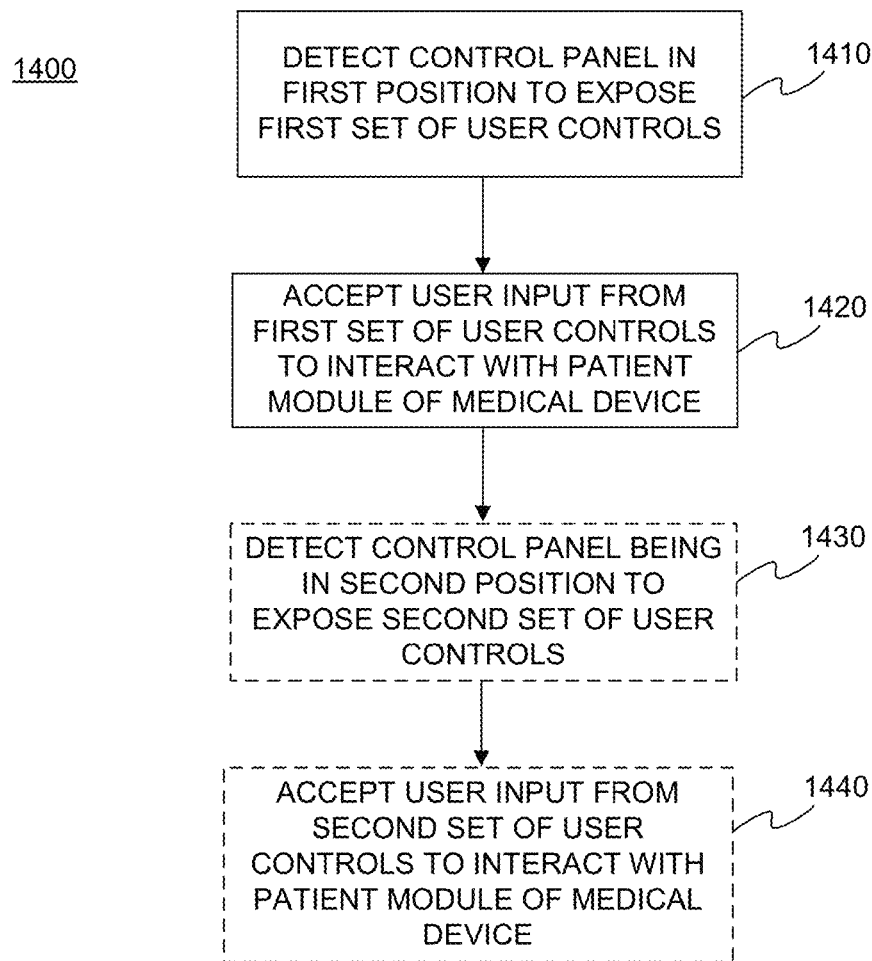 1400
DETECT CONTROL PANEL IN
FIRST POSITION TO EXPOSE
FIRST SET OF USER CONTROLS
1410
ACCEPT USER INPUT FROM
FIRST SET OF USER CONTROLS
TO INTERACT WITH PATIENT
MODULE OF MEDICAL DEVICE
1420
DETECT CONTROL PANEL BEING
IN SECOND POSITION TO
EXPOSE SECOND SET OF USER
CONTROLS
1430
ACCEPT USER INPUT FROM
SECOND SET OF USER
CONTROLS TO INTERACT WITH
PATIENT MODULE OF MEDICAL
DEVICE
1440